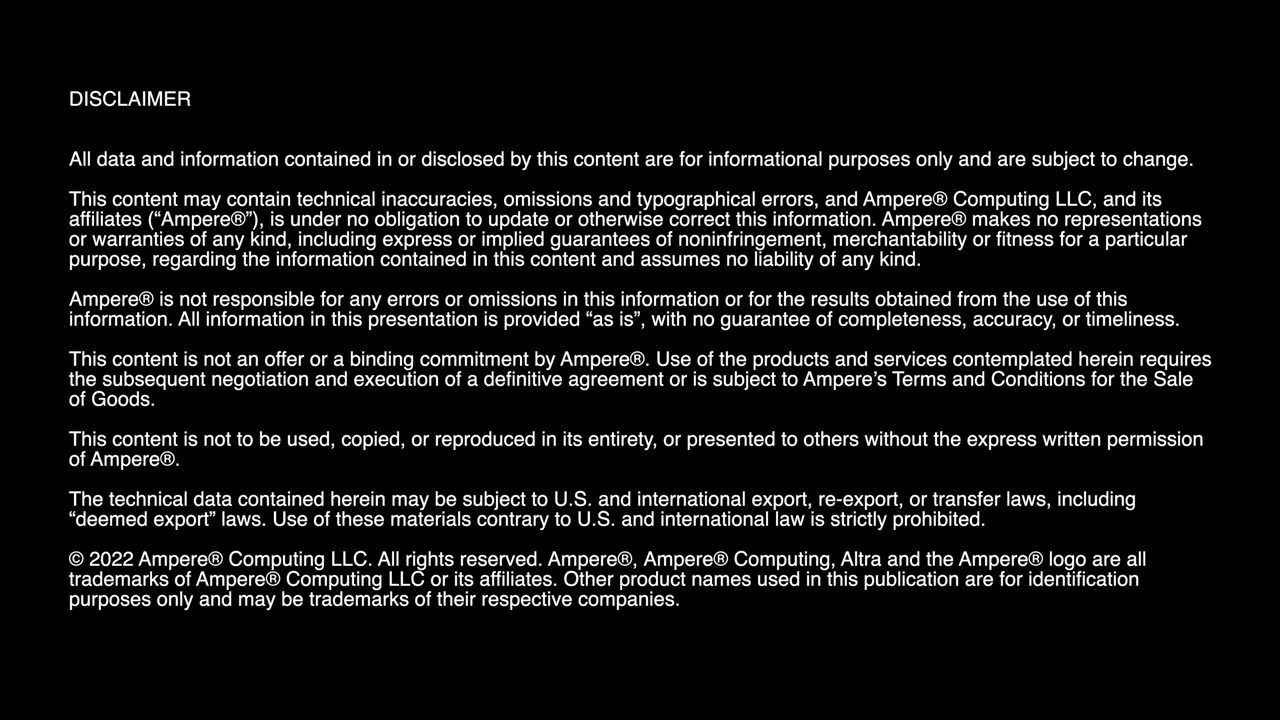 DISCLAIMER
All data and information contained in or disclosed by this content are for informational purposes only and are subject to change.
This content may contain technical inaccuracies, omissions and typographical errors, and Ampere® Computing LLC, and its
affiliates (“Ampere®”), is under no obligation to update or otherwise correct this information. Ampere® makes no representations
or warranties of any kind, including express or implied guarantees of noninfringement, merchantability or fitness for a particular
purpose, regarding the information contained in this content and assumes no liability of any kind.
Ampere® is not responsible for any errors or omissions in this information or for the results obtained from the use of this
information. All information in this presentation is provided “as is”, with no guarantee of completeness, accuracy, or timeliness.
This content is not an offer or a binding commitment by Ampere®. Use of the products and services contemplated herein requires
the subsequent negotiation and execution of a definitive agreement or is subject to Ampere’s Terms and Conditions for the Sale
of Goods.
This content is not to be used, copied, or reproduced in its entirety, or presented to others without the express written permission
of Ampere®.
The technical data contained herein may be subject to U.S. and international export, re-export, or transfer laws, including
“deemed export” laws. Use of these materials contrary to U.S. and international law is strictly prohibited.
© 2022 Ampere® Computing LLC. All rights reserved. Ampere®, Ampere® Computing, Altra and the Ampere® logo are all
trademarks of Ampere® Computing LLC or its affiliates. Other product names used in this publication are for identification
purposes only and may be trademarks of their respective companies.